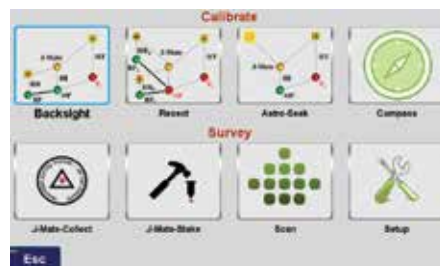 Calibrate
Backsight
Resect
Astro-Seek
Compass
Survey
J-Mate-Collect
J-Mate-Stake
Scan
Setup
Esc